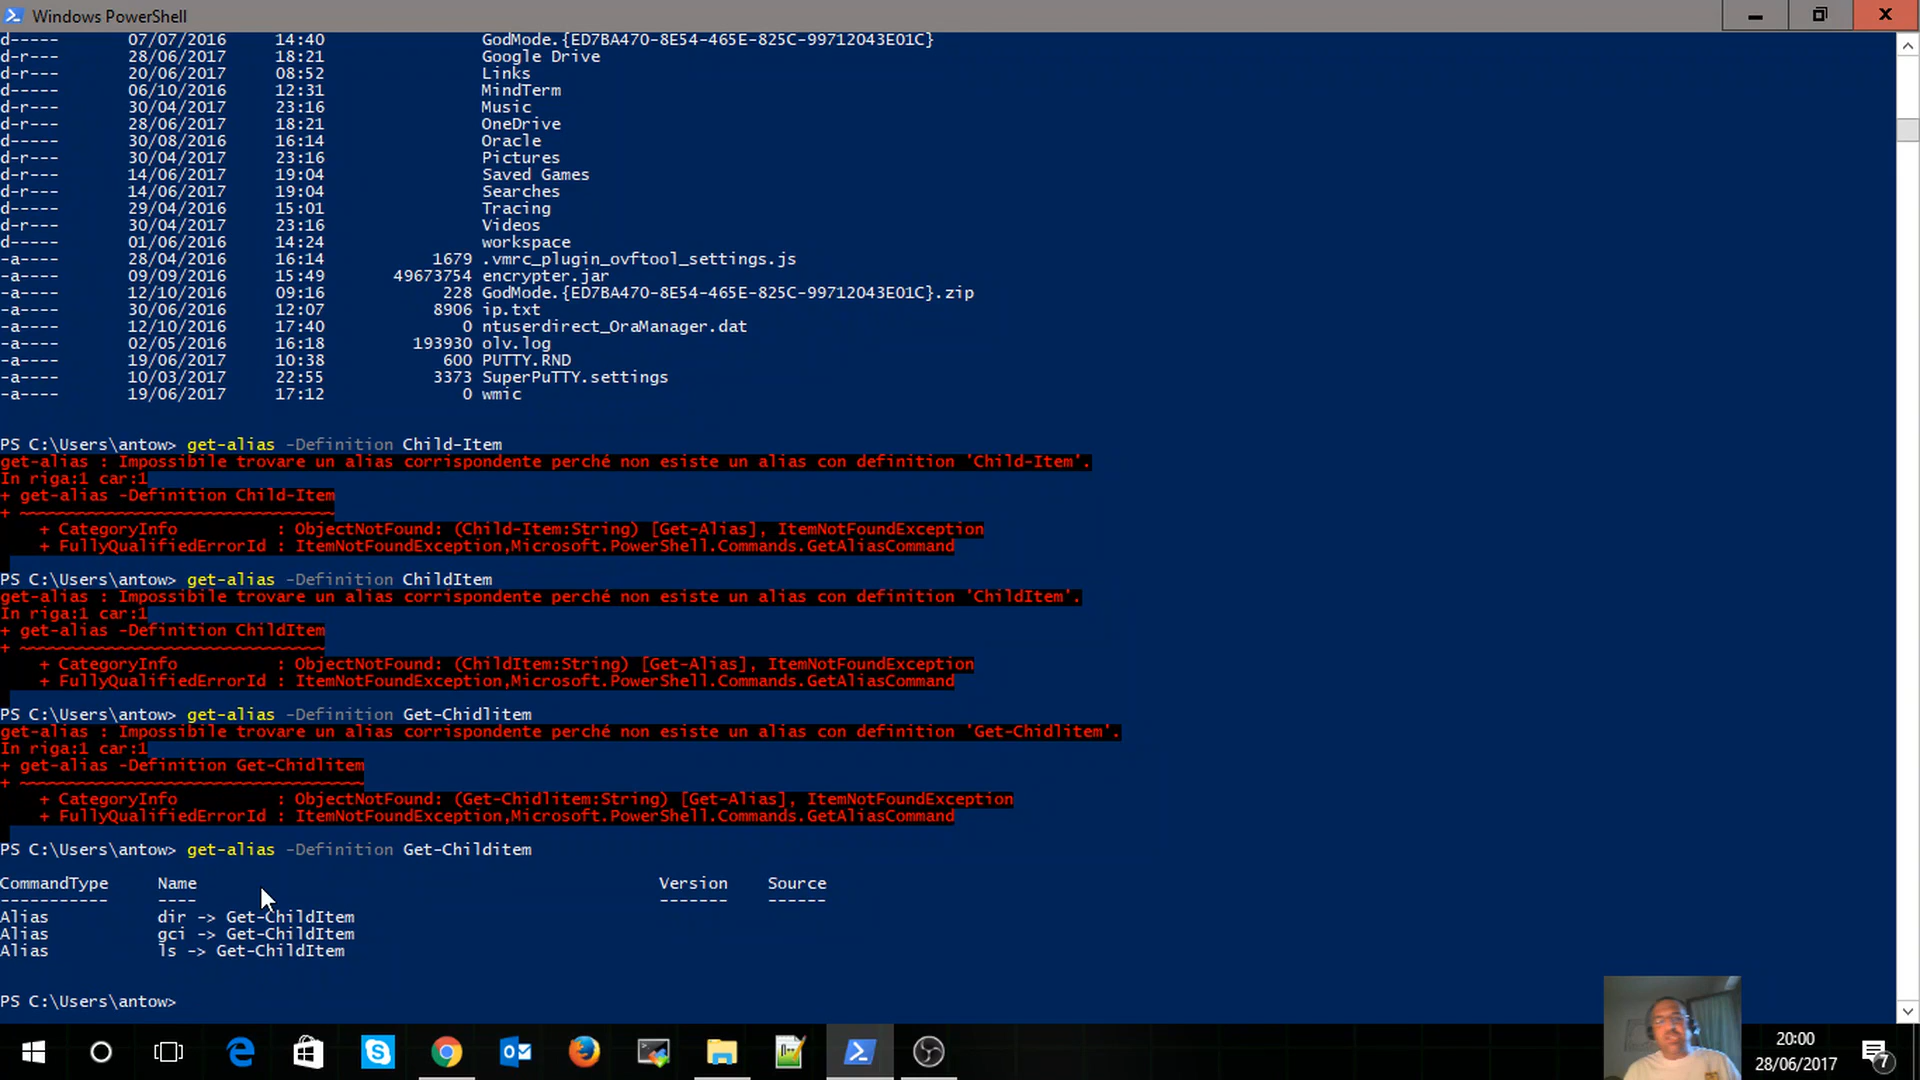 Windows PowerShell
d----- 07/07/2016 14:40 GodMode.{ED7BA470-8E54-465E-825C-99712043E01C}
d-r--- 28/06/2017 18:21 Google Drive
d-r--- 20/06/2017 08:52 Links
d----- 06/10/2016 12:31 MindTerm
d-r--- 30/04/2017 23:16 Music
d-r--- 28/06/2017 18:21 OneDrive
d----- 30/08/2016 16:14 Oracle
d-r--- 30/04/2017 23:16 Pictures
d-r--- 14/06/2017 19:04 Saved Games
d-r--- 14/06/2017 19:04 Searches
d----- 29/04/2016 15:01 Tracing
d-r--- 30/04/2017 23:16 Videos
d----- 01/06/2016 14:24 workspace
-a---- 28/04/2016 16:14 1679 .vmrc_plugin_ovftool_settings.js
-a---- 09/09/2016 15:49 49673754 encrypter.jar
-a---- 12/10/2016 09:16 228 GodMode.{ED7BA470-8E54-465E-825C-99712043E01C}.zip
-a---- 30/06/2016 12:07 8906 ip.txt
-a---- 12/10/2016 17:40 0 ntuserdirect_OraManager.dat
-a---- 02/05/2016 16:18 193930 olv.log
-a---- 19/06/2017 10:38 600 PUTTY.RND
-a---- 10/03/2017 22:55 3373 SuperPuTTY.settings
-a---- 19/06/2017 17:12 0 wmic
PS C:\Users\antow> get-alias -Definition Child-Item
get-alias : Impossibile trovare un alias corrispondente perché non esiste un alias con definition 'Child-Item'.
In riga:1 car:1
+ get-alias -Definition Child-Item
+ ~~~~~~~~~~~~~~~~~~~~~~~~~~~~~~~~
+ CategoryInfo : ObjectNotFound: (Child-Item:String) [Get-Alias], ItemNotFoundException
+ FullyQualifiedErrorId : ItemNotFoundException,Microsoft.PowerShell.Commands.GetAliasCommand
PS C:\Users\antow> get-alias -Definition ChildItem
get-alias : Impossibile trovare un alias corrispondente perché non esiste un alias con definition 'ChildItem'.
In riga:1 car:1
+ get-alias -Definition ChildItem
+ ~~~~~~~~~~~~~~~~~~~~~~~~~~~~~~~
+ CategoryInfo : ObjectNotFound: (ChildItem:String) [Get-Alias], ItemNotFoundException
+ FullyQualifiedErrorId : ItemNotFoundException,Microsoft.PowerShell.Commands.GetAliasCommand
PS C:\Users\antow> get-alias -Definition Get-Chidlitem
get-alias : Impossibile trovare un alias corrispondente perché non esiste un alias con definition 'Get-Chidlitem'.
In riga:1 car:1
+ get-alias -Definition Get-Chidlitem
+ ~~~~~~~~~~~~~~~~~~~~~~~~~~~~~~~~~~~
+ CategoryInfo : ObjectNotFound: (Get-Chidlitem:String) [Get-Alias], ItemNotFoundException
+ FullyQualifiedErrorId : ItemNotFoundException,Microsoft.PowerShell.Commands.GetAliasCommand
PS C:\Users\antow> get-alias -Definition Get-Childitem
CommandType Name Version Source
----------- ---- ------- ------
Alias dir -> Get-ChildItem
Alias gci -> Get-ChildItem
Alias ls -> Get-ChildItem
PS C:\Users\antow>
20:00
28/06/2017
7